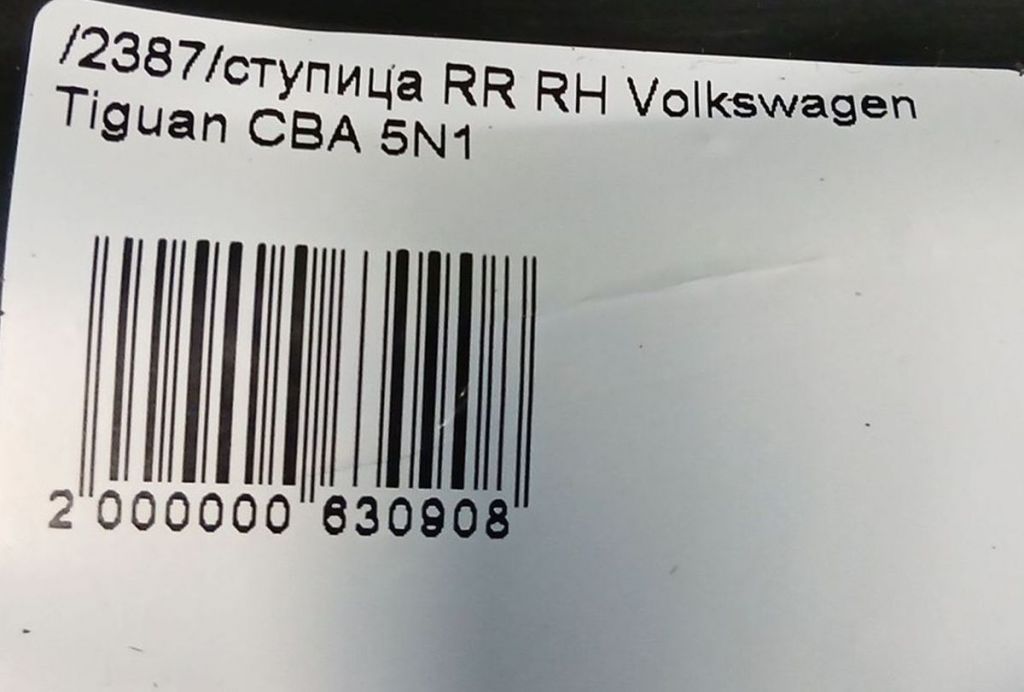 /2387/ступица RR RH Volkswagen
Tiguan CBA 5N1
2 000000 630908